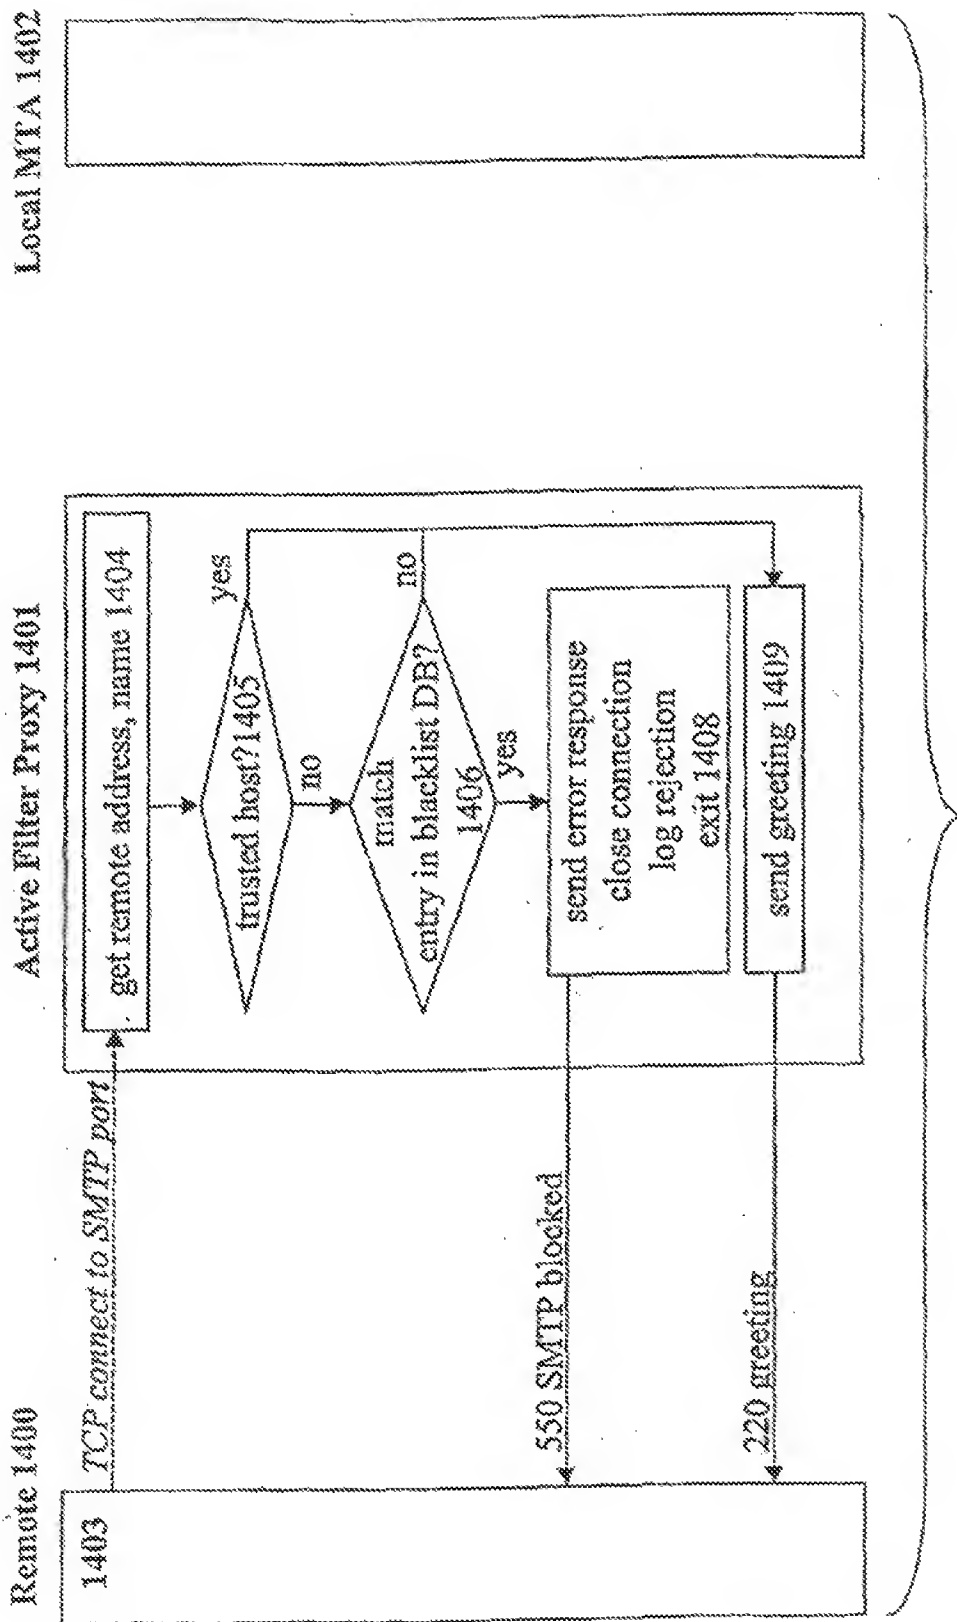 Remote 1400
Active Filter Proxy 1401
Local MTA 1402
1403
TCP connect to SMTP port
get remote address, name 1404
trusted host?1405
yes
no
match
entry in blacklist DB?
1406
no
yes
550 SMTP blocked
send error response
close connection
log rejection
exit 1408
220 greeting
send greeting 1409